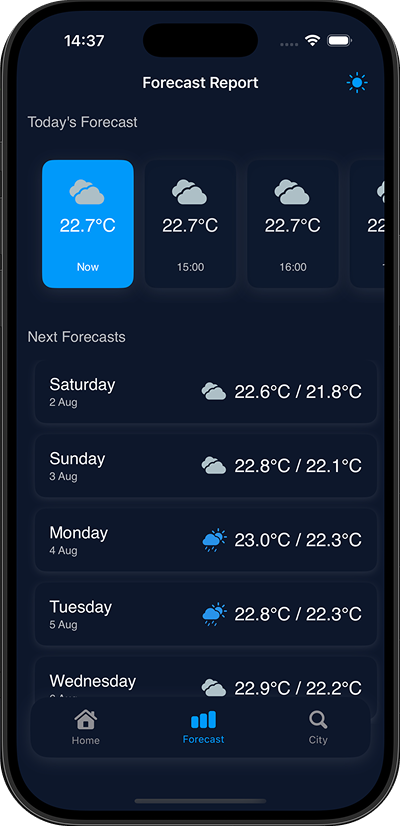 14:37
Forecast Report
Today's Forecast
22.7°C
22.7°C
22.7°C
22
Now
15:00
16:00
Next Forecasts
Saturday
2 Aug
22.6°C / 21.8°C
Sunday
3 Aug
22.8°C / 22.1°C
Monday
4 Aug
23.0°C / 22.3°C
Tuesday
5 Aug
22.8°C / 22.3°C
Wednesday
22.9°C / 22.2°C
Home
Forecast
City